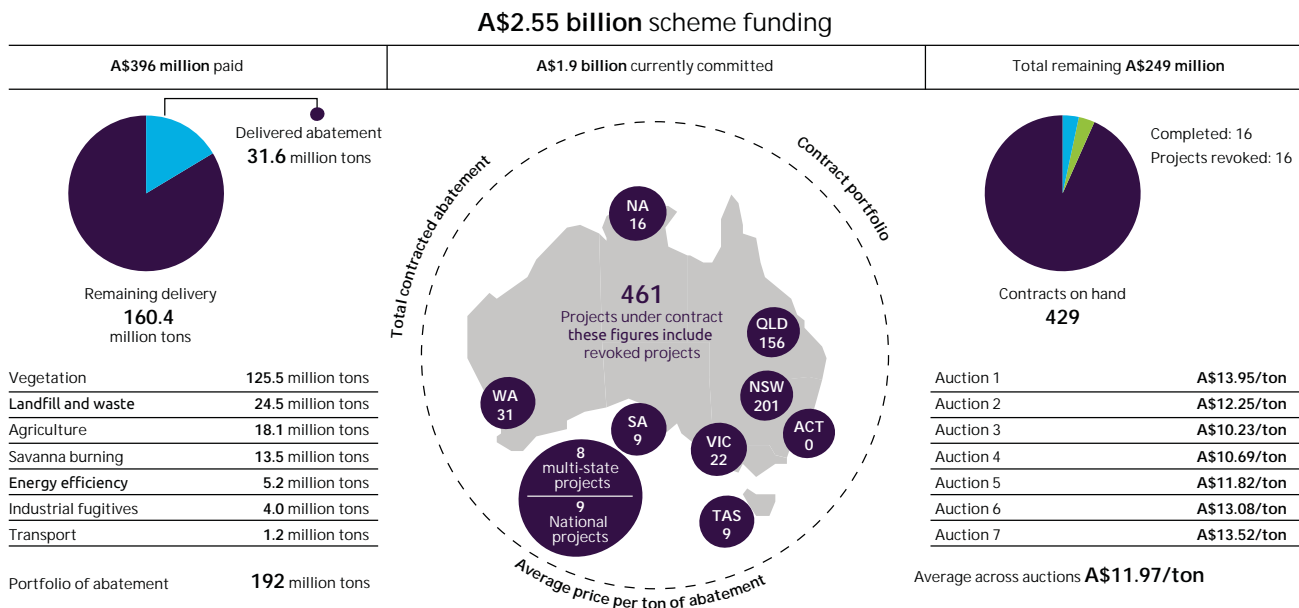 A$2.55 billion scheme funding
A$396 million paid
A$1.9 billion currently committed
Total remaining A$249 million
Delivered abatement
31.6 million tons
Remaining delivery
160.4
million tons
Vegetation 125.5 million tons
Landfill and waste 24.5 million tons
Agriculture 18.1 million tons
Savanna burning 13.5 million tons
Energy efficiency 5.2 million tons
Industrial fugitives 4.0 million tons
Transport 1.2 million tons
Portfolio of abatement 192 million tons
Total contracted abatement
Contract portfolio
Average price per ton of abatement
NA
16
461
Projects under contract
these figures include
revoked projects
QLD
156
NSW
201
WA
31
SA
9
ACT
0
VIC
22
8
multi-state
projects
9
National
projects
TAS
9
Completed: 16
Projects revoked: 16
Contracts on hand
429
Auction 1 A$13.95/ton
Auction 2 A$12.25/ton
Auction 3 A$10.23/ton
Auction 4 A$10.69/ton
Auction 5 A$11.82/ton
Auction 6 A$13.08/ton
Auction 7 A$13.52/ton
Average across auctions A$11.97/ton